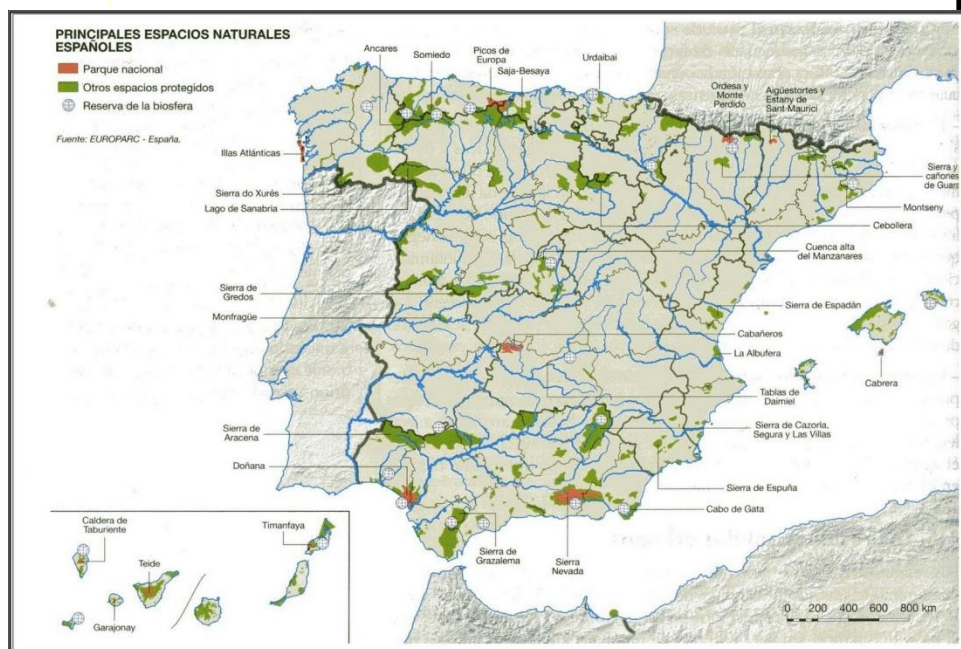 PRINCIPALES ESPACIOS NATURALES
ESPAÑOLES
Parque nacional
Otros espacios protegidos
Reserva de la biosfera
Fuente: EUROPARC - España.
Ancares
Somiedo
Picos de
Europa
Saja-Besaya
Urdaibai
Ordesa y
Monte
Perdido
Aigüestortes y
Estany de
Sant Maurici
Illas Atlánticas
Sierra do Xurés
Lago de Sanabria
Sierra y
cañones
de Guara
Montseny
Cebollera
Cuenca alta
del Manzanares
Sierra de
Gredos
Monfragüe
Sierra de Espadán
Cabañeros
La Albufera
Cabrera
Tablas de
Daimiel
Sierra de
Aracena
Sierra de Cazorla,
Segura y Las Villas
Doñana
Sierra de Espuña
Cabo de Gata
Sierra de
Grazalema
Sierra
Nevada
Caldera de
Taburiente
Teide
Timanfaya
Garajonay
0 200 400 600 800 km